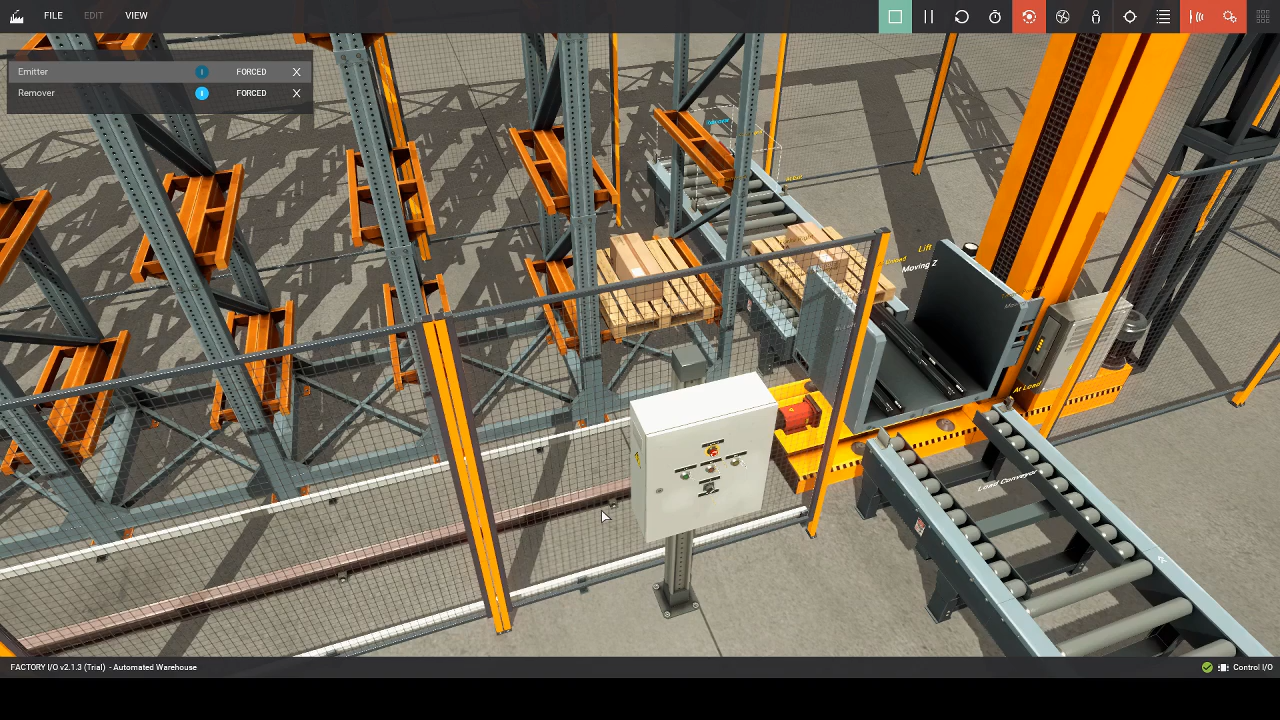 FILE EDIT VIEW
Emitter FORCED X
Remover FORCED X
Lift
Moving Z
At Load
Load Conveyor
FACTORY I/O v2.1.3 (Trial) - Automated Warehouse
Control I/O